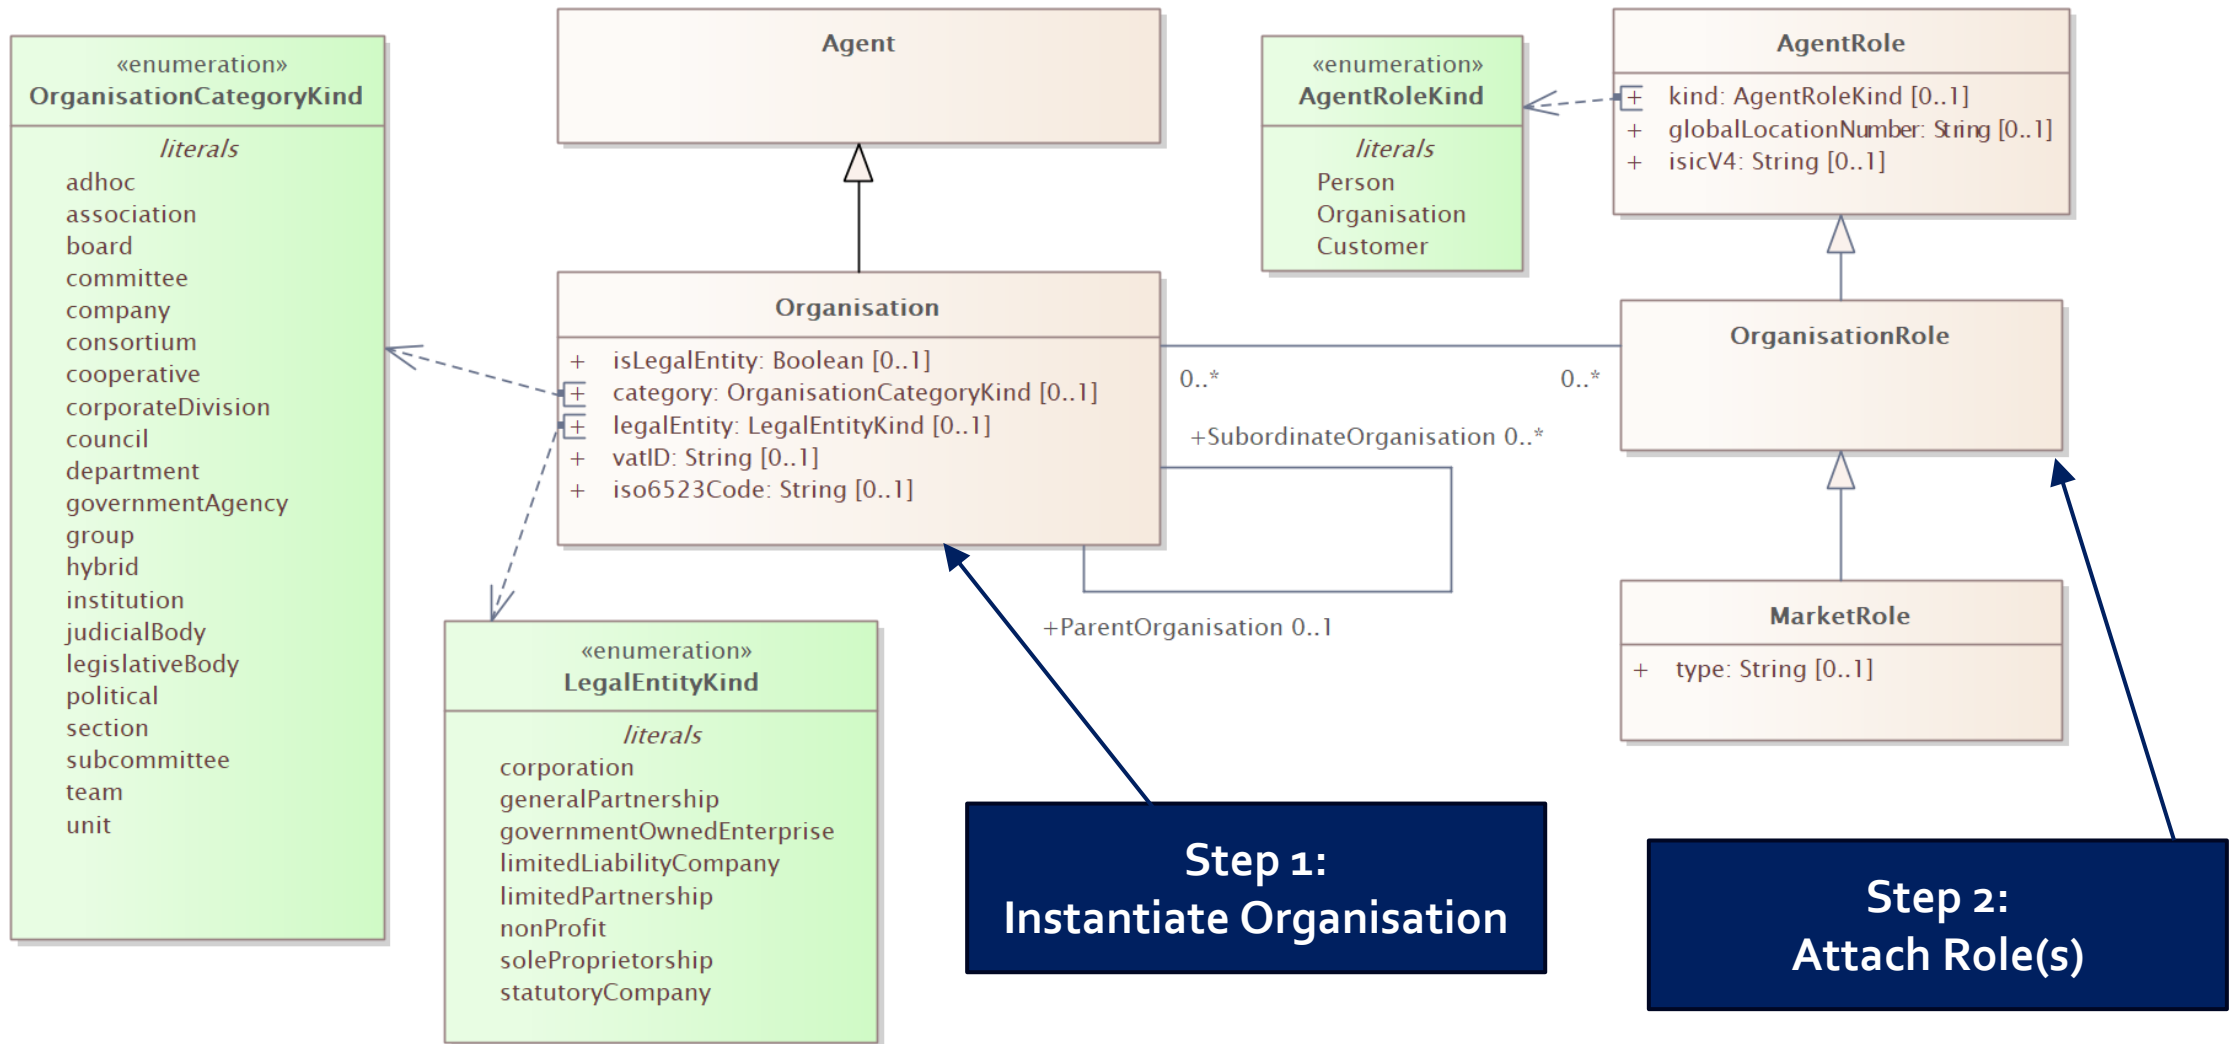 «enumeration»
OrganisationCategoryKind
literals
adhoc
association
board
committee
company
consortium
cooperative
corporateDivision
council
department
governmentAgency
group
hybrid
institution
judicialBody
legislativeBody
political
section
subcommittee
team
unit
Agent
Organisation
+ isLegalEntity: Boolean [0..1]
+ category: OrganisationCategoryKind [0..1]
+ legalEntity: LegalEntityKind [0..1]
+ vatID: String [0..1]
+ iso6523Code: String [0..1]
«enumeration»
LegalEntityKind
literals
corporation
generalPartnership
governmentOwnedEnterprise
limitedLiabilityCompany
limitedPartnership
nonProfit
soleProprietorship
statutoryCompany
«enumeration»
AgentRoleKind
literals
Person
Organisation
Customer
AgentRole
+ kind: AgentRoleKind [0..1]
+ globalLocationNumber: String [0..1]
+ isicV4: String [0..1]
OrganisationRole
0..*
0..*
+SubordinateOrganisation 0..*
+ParentOrganisation 0..1
MarketRole
+ type: String [0..1]
Step 1:
Instantiate Organisation
Step 2:
Attach Role(s)